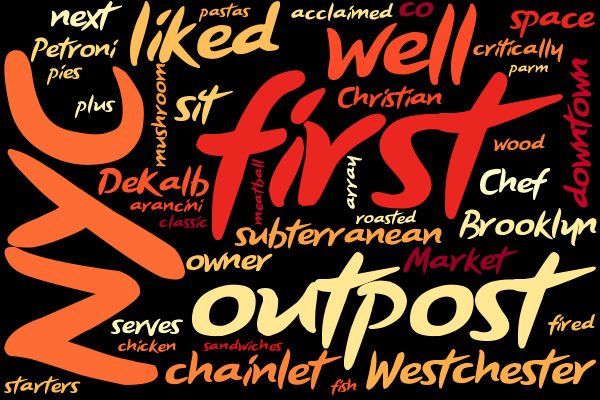 next
liked
pastas
acclaimed
co
space
Petroni
well
critically
pies
parm
plus
mushroom
sit
Christian
downtown
NYC
first
wood
DeKalb
meatball
array
Chef
arancini
classic
roasted
Brooklyn
subterranean
owner
Market
outpost
serves
fired
chicken
sandwiches
chainlet
Westchester
starters
fish